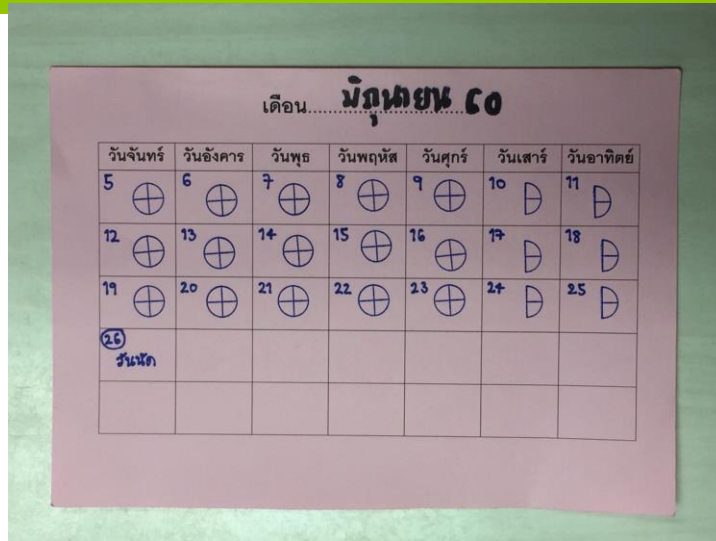 เดือน..... มิถุนายน 60
วันจันทร์ วันอังคาร วันพุธ วันพฤหัส วันศุกร์ วันเสาร์ วันอาทิตย์
5 6 7 8 9 10 11
12 13 14 15 16 17 18
19 20 21 22 23 24 25
26
วันนัด